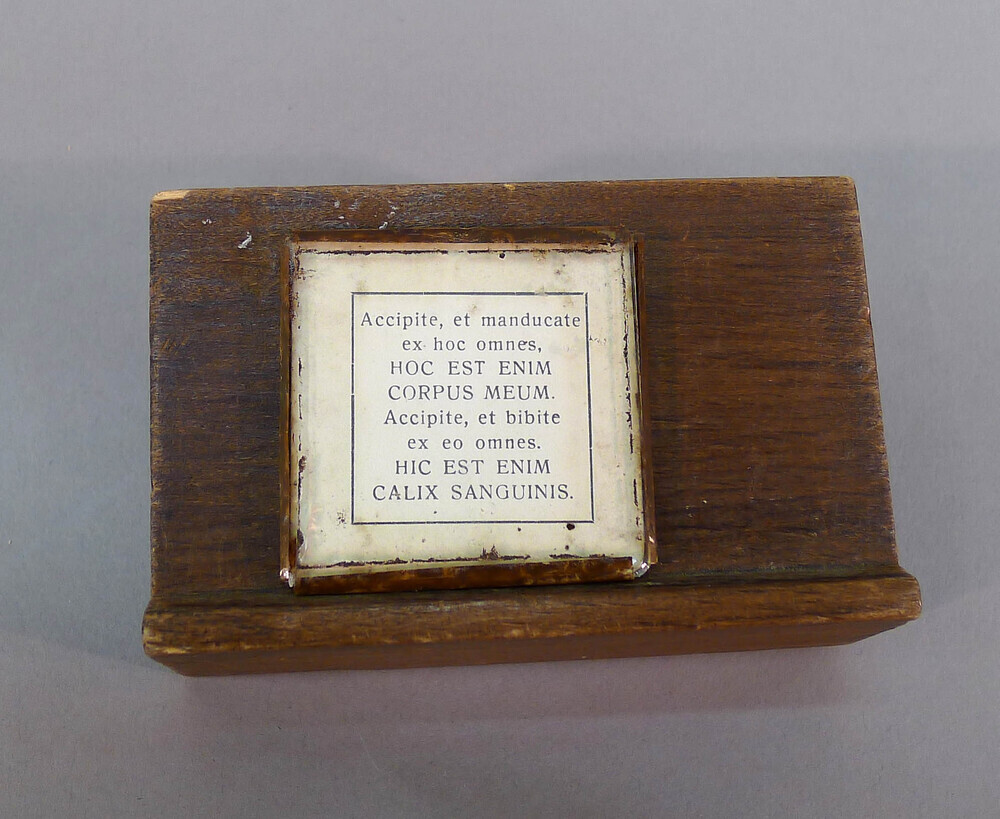 Accipite, et manducate
ex hoc omnes,
HOC EST ENIM
CORPUS MEUM.
Accipite, et bibite
ex eo omnes.
HIC EST ENIM
CALIX SANGUINIS.